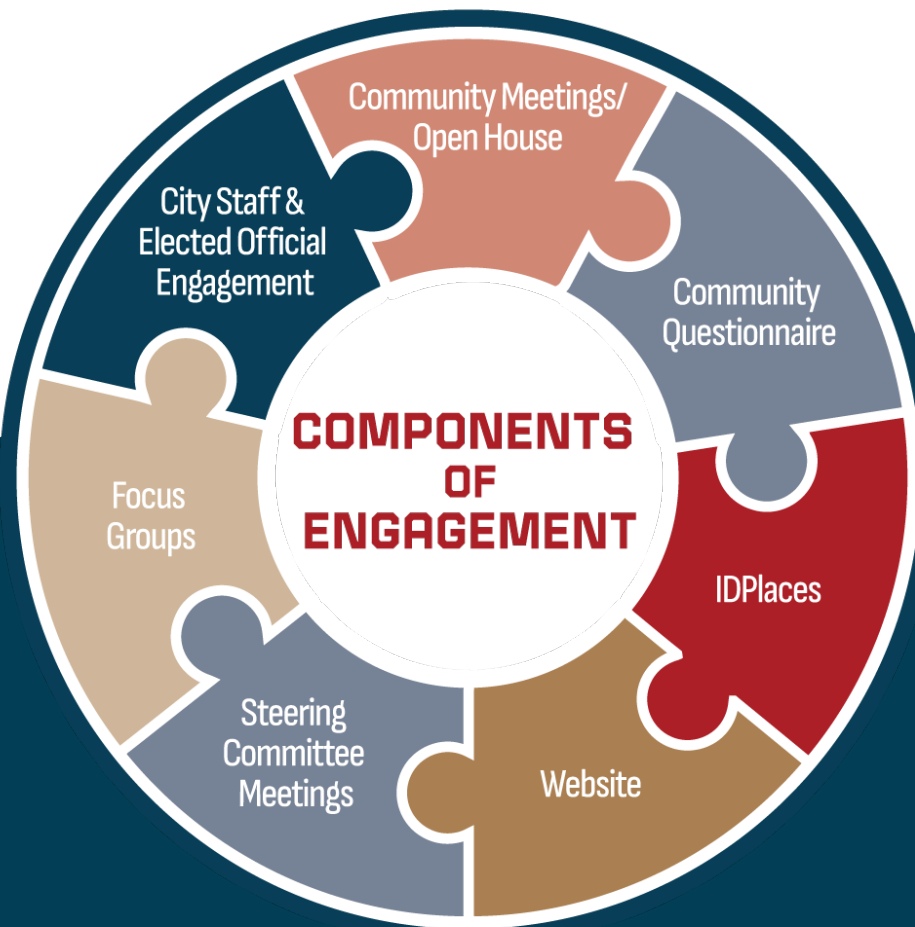 Community Meetings/
Open House
City Staff &
Elected Official
Engagement
Community
Questionnaire
COMPONENTS
OF
ENGAGEMENT
Focus
Groups
IDPlaces
Steering
Committee
Meetings
Website